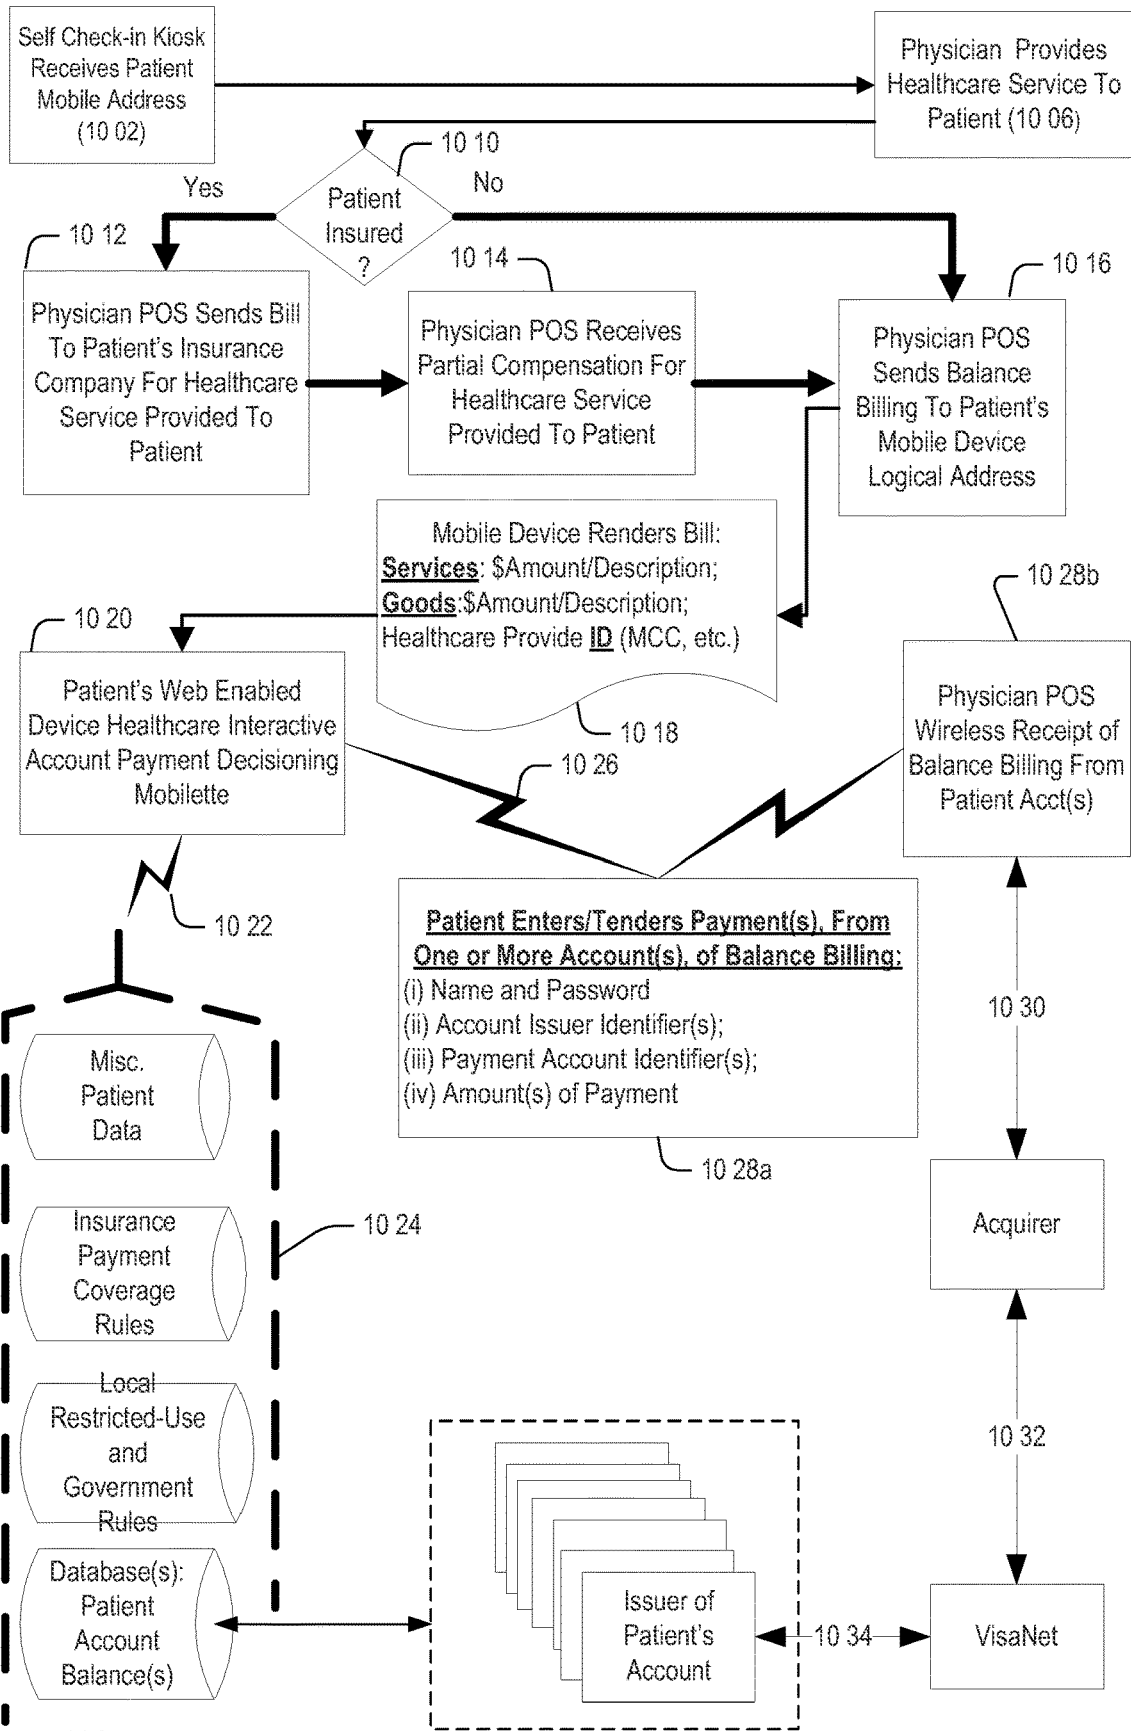 Self Check-in Kiosk
Receives Patient
Mobile Address
(10 02)
Physician Provides
Healthcare Service To
Patient (10 06)
10 10
Yes
No
Patient
Insured
?
10 12
Physician POS Sends Bill
To Patient's Insurance
Company For Healthcare
Service Provided To
Patient
10 14
Physician POS Receives
Partial Compensation For
Healthcare Service
Provided To Patient
10 16
Physician POS
Sends Balance
Billing To Patient's
Mobile Device
Logical Address
Mobile Device Renders Bill:
Services: $Amount/Description;
Goods:$Amount/Description;
Healthcare Provide ID (MCC, etc.)
10 18
10 20
Patient's Web Enabled
Device Healthcare Interactive
Account Payment Decisioning
Mobilette
10 26
10 28b
Physician POS
Wireless Receipt of
Balance Billing From
Patient Acct(s)
10 22
Patient Enters/Tenders Payment(s), From
One or More Account(s), of Balance Billing:
(i) Name and Password
(ii) Account Issuer Identifier(s);
(iii) Payment Account Identifier(s);
(iv) Amount(s) of Payment
10 28a
10 30
Misc.
Patient
Data
Insurance
Payment
Coverage
Rules
10 24
Acquirer
Local
Restricted-Use
and
Government
Rules
10 32
Database(s):
Patient
Account
Balance(s)
Issuer of
Patient's
Account
10 34
VisaNet